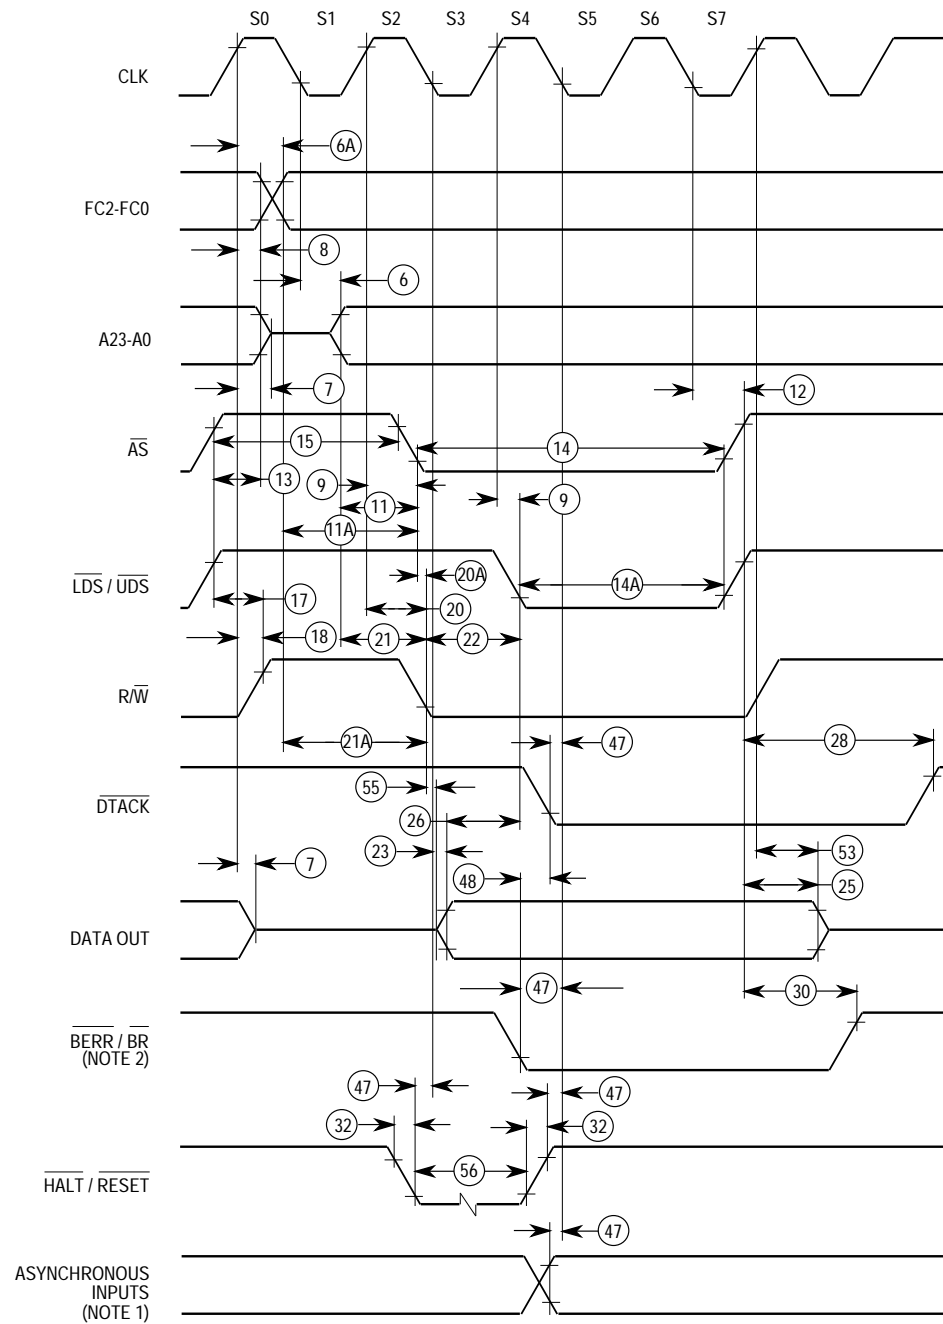 S0 S1 S2 S3 S4 S5 S6 S7
CLK
6A
FC2-FC0
8
6
A23-A0
7
12
AS
15
14
13
9
9
11
11A
LDS / UDS
20A
14A
17
20
18
21
22
R/W
21A
47
28
DTACK
55
26
23
53
7
48
25
DATA OUT
47
30
BERR / BR
(NOTE 2)
47
47
32
32
HALT / RESET
56
47
ASYNCHRONOUS
INPUTS
(NOTE 1)